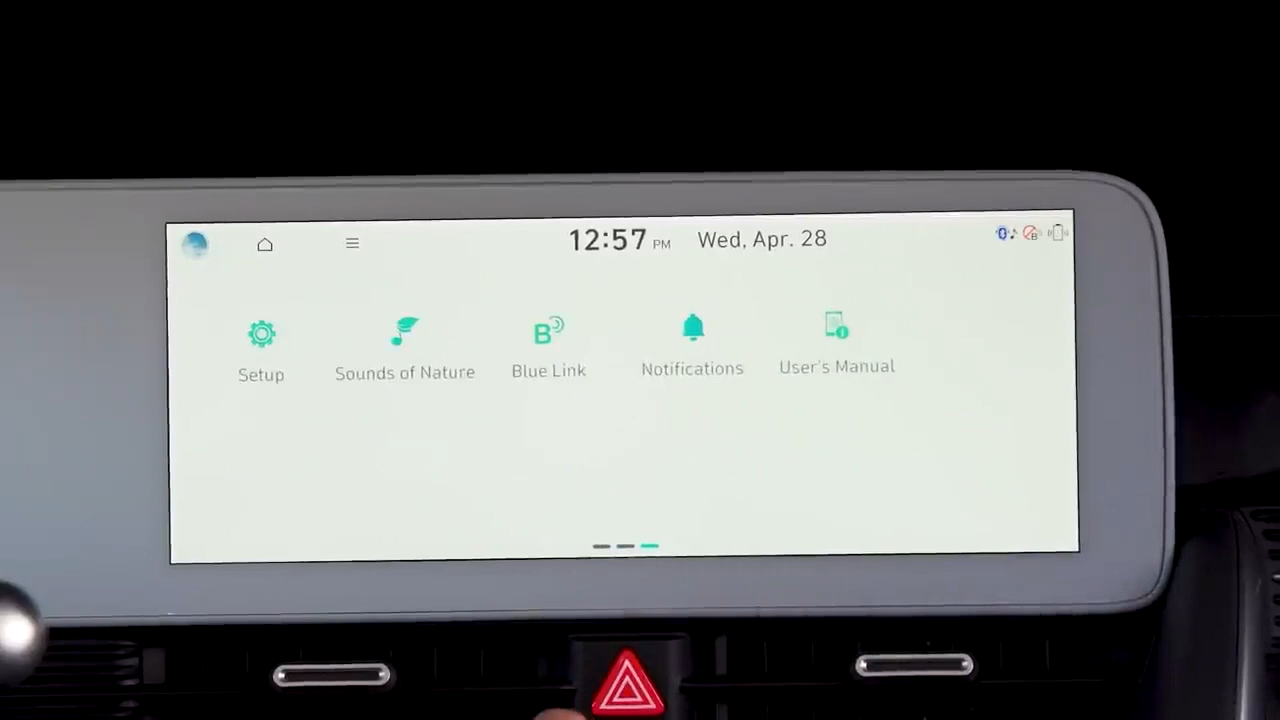 12:57 PM Wed, Apr. 28
Setup
Sounds of Nature
Blue Link
Notifications
User's Manual